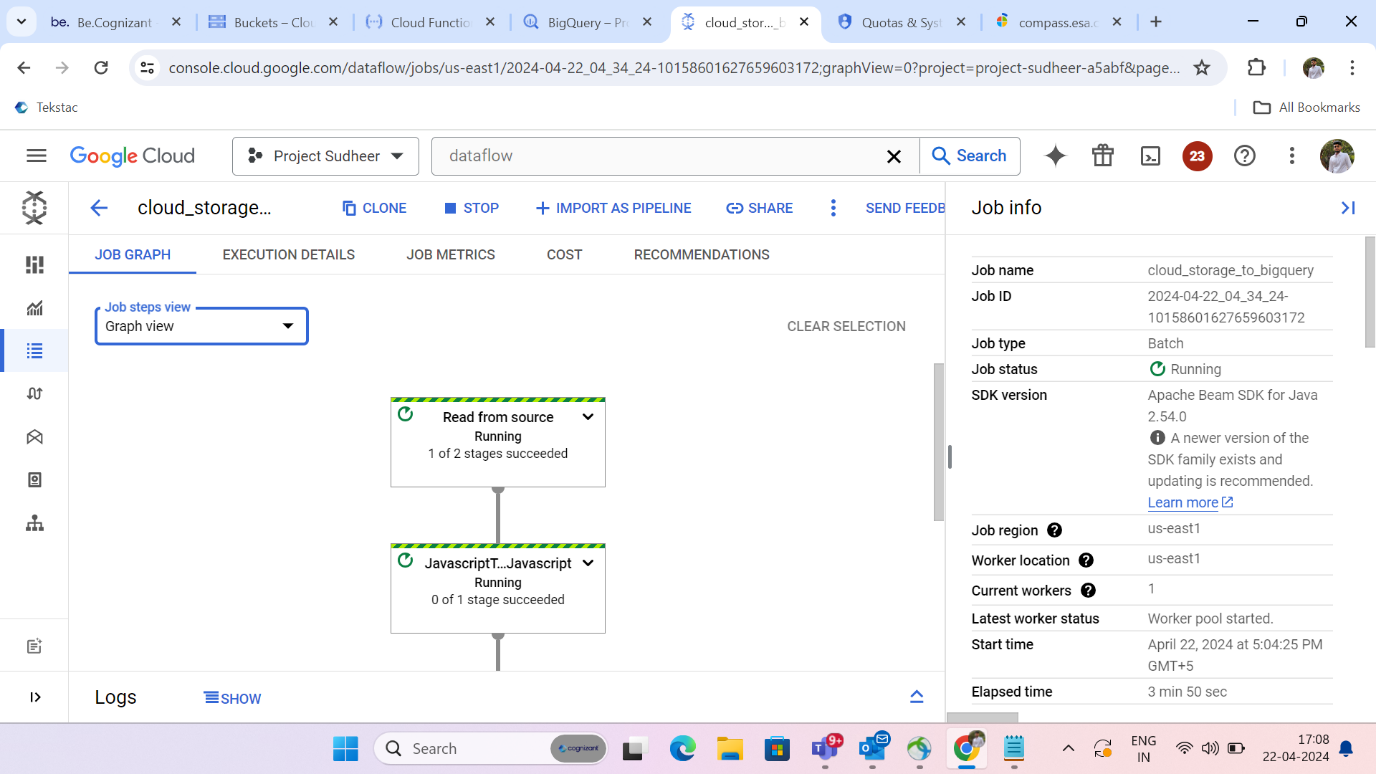 be. Be.Cognizant
Buckets – Clou
Cloud Functio
BigQuery – Pr
cloud_stor..._b
Quotas & Syst
compass.esa.c
console.cloud.google.com/dataflow/jobs/us-east1/2024-04-22_04_34_24-10158601627659603172;graphView=0?project=project-sudheer-a5abf&page...
Tekstac
All Bookmarks
Google Cloud
Project Sudheer
dataflow
Search
23
cloud_storage...
CLONE
STOP
IMPORT AS PIPELINE
SHARE
SEND FEEDB
JOB GRAPH
EXECUTION DETAILS
JOB METRICS
COST
RECOMMENDATIONS
Job steps view
Graph view
CLEAR SELECTION
Read from source
Running
1 of 2 stages succeeded
JavascriptT...Javascript
Running
0 of 1 stage succeeded
Logs
SHOW
Job info
Job name cloud_storage_to_bigquery
Job ID 2024-04-22_04_34_24-
10158601627659603172
Job type Batch
Job status Running
SDK version Apache Beam SDK for Java
2.54.0
A newer version of the
SDK family exists and
updating is recommended.
Learn more
Job region us-east1
Worker location us-east1
Current workers 1
Latest worker status Worker pool started.
Start time April 22, 2024 at 5:04:25 PM
GMT+5
Elapsed time 3 min 50 sec
Search
cognizant
9+
ENG
IN
17:08
22-04-2024